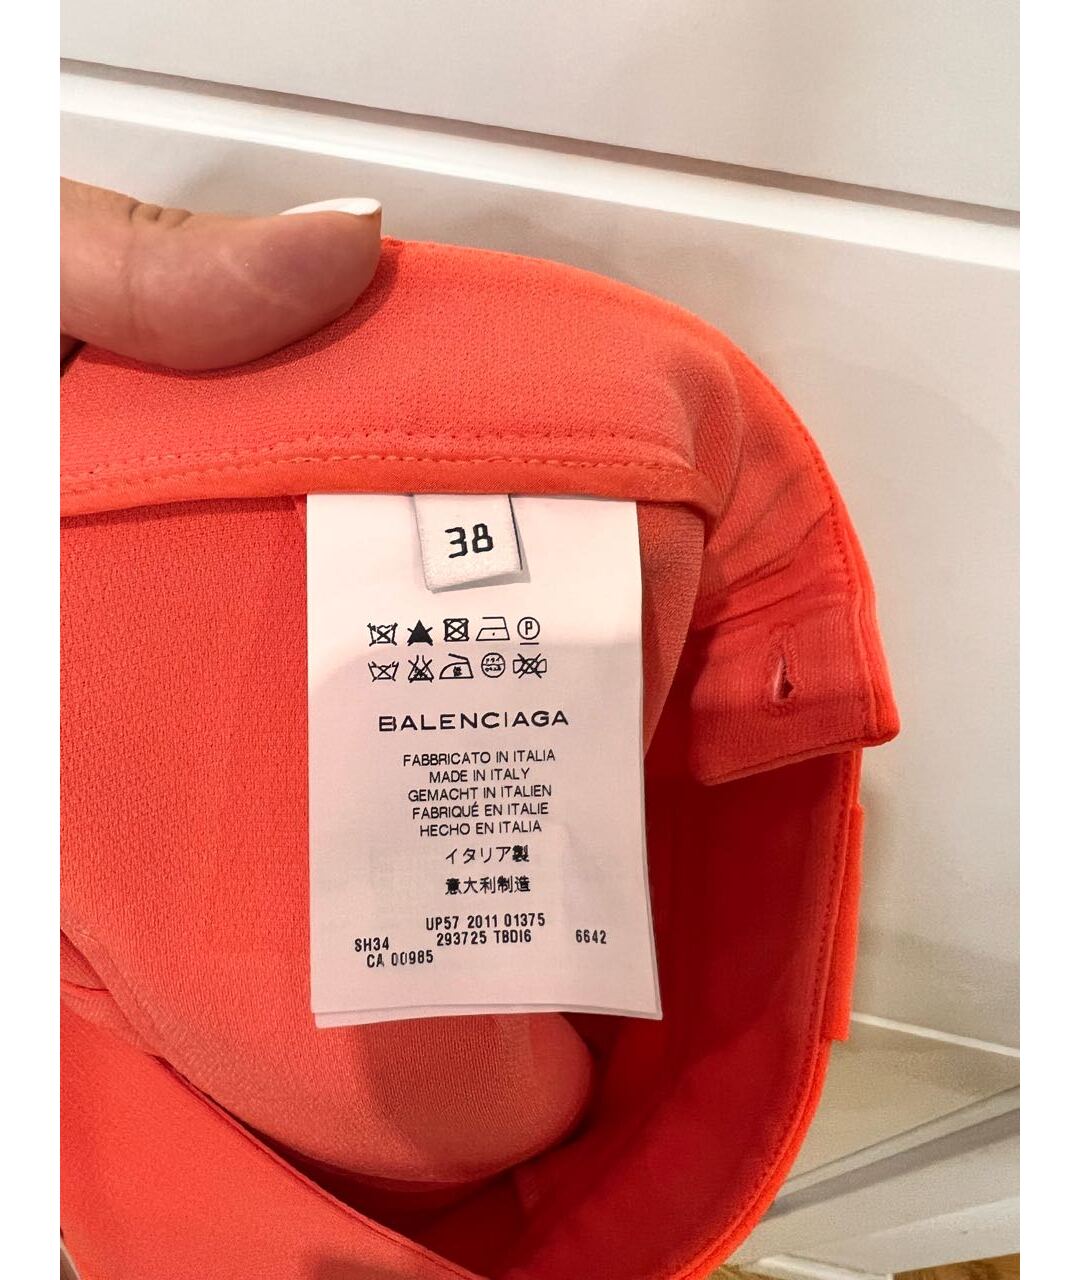 38
P
BALENCIAGA
FABBRICATO IN ITALIA
MADE IN ITALY
GEMACHT IN ITALIEN
FABRIQUÉ EN ITALIE
HECHO EN ITALIA
イタリア製
意大利制造
UP57 2011 01375
SH34 293725 TBDI6 6642
CA 00985